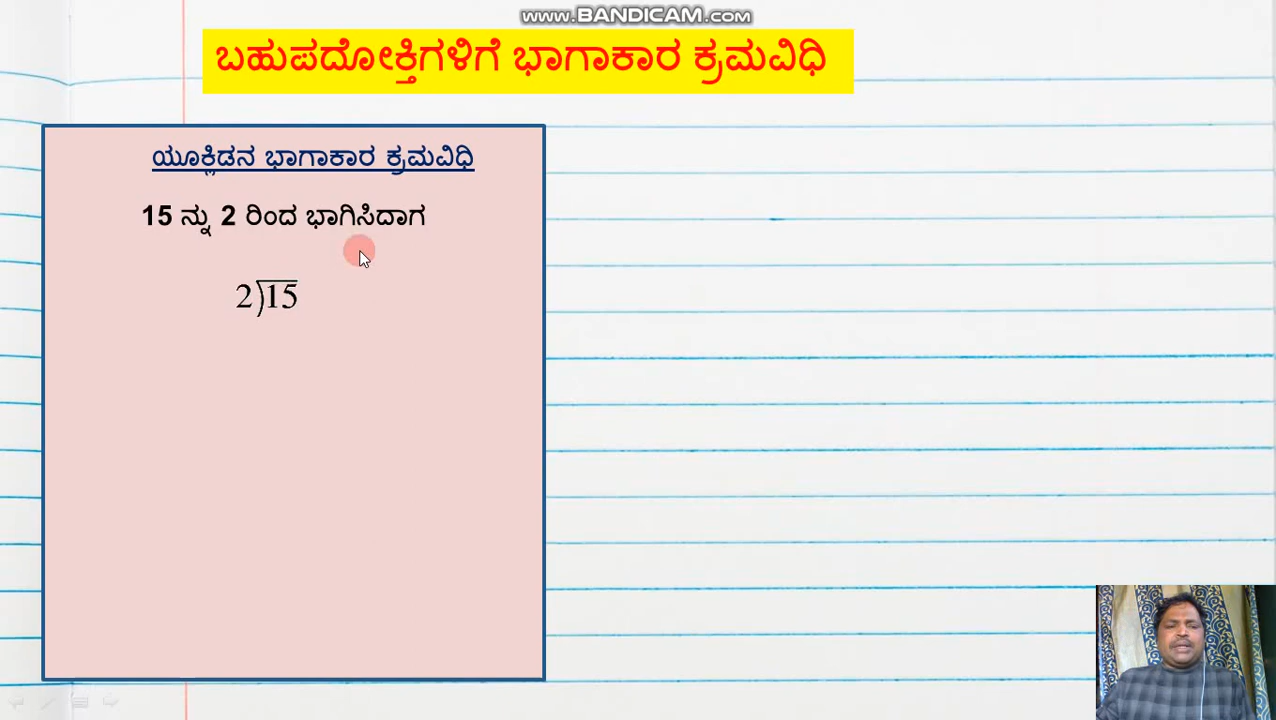 www.BANDICAM.com
ಬಹುಪದೋಕ್ತಿಗಳಿಗೆ ಭಾಗಾಕಾರ ಕ್ರಮವಿಧಿ
ಯೂಕ್ಲಿಡನ ಭಾಗಾಕಾರ ಕ್ರಮವಿಧಿ
15 ನ್ನು 2 ರಿಂದ ಭಾಗಿಸಿದಾಗ
2)15